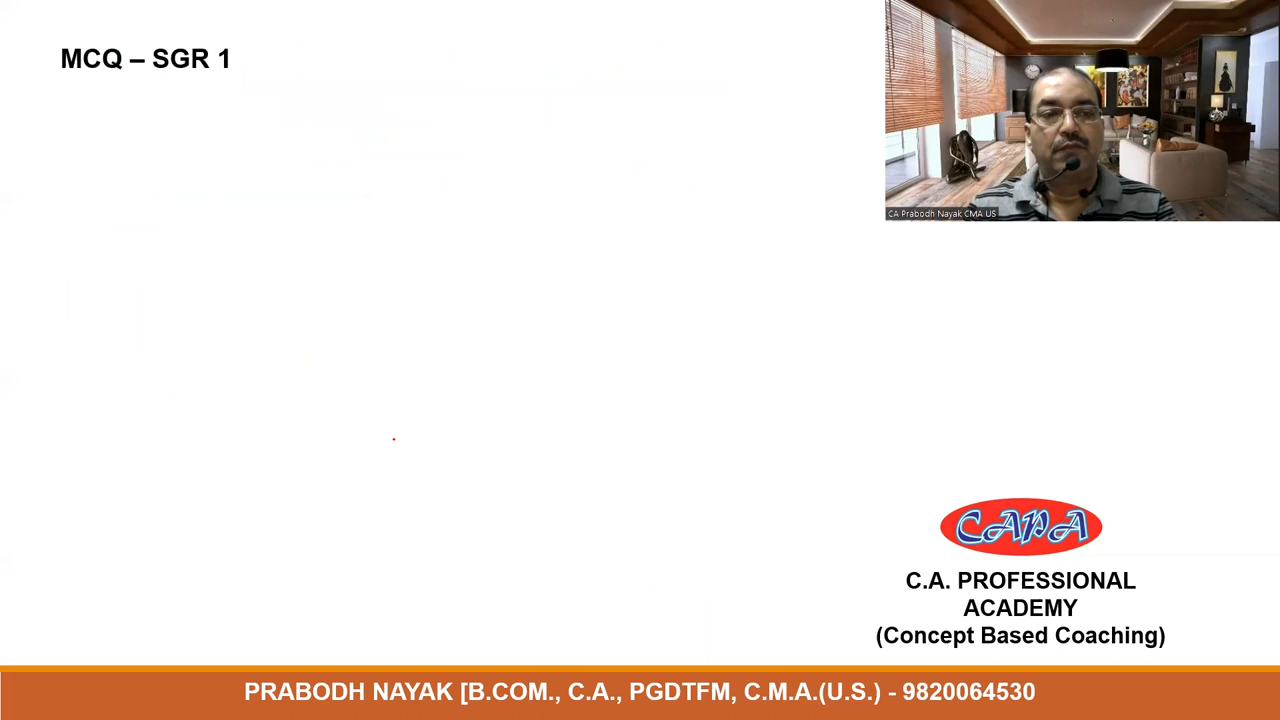 MCQ – SGR 1
CA Prabodh Nayak CMA US
CAPA
C.A. PROFESSIONAL
ACADEMY
(Concept Based Coaching)
PRABODH NAYAK [B.COM., C.A., PGDTFM, C.M.A.(U.S.) - 9820064530